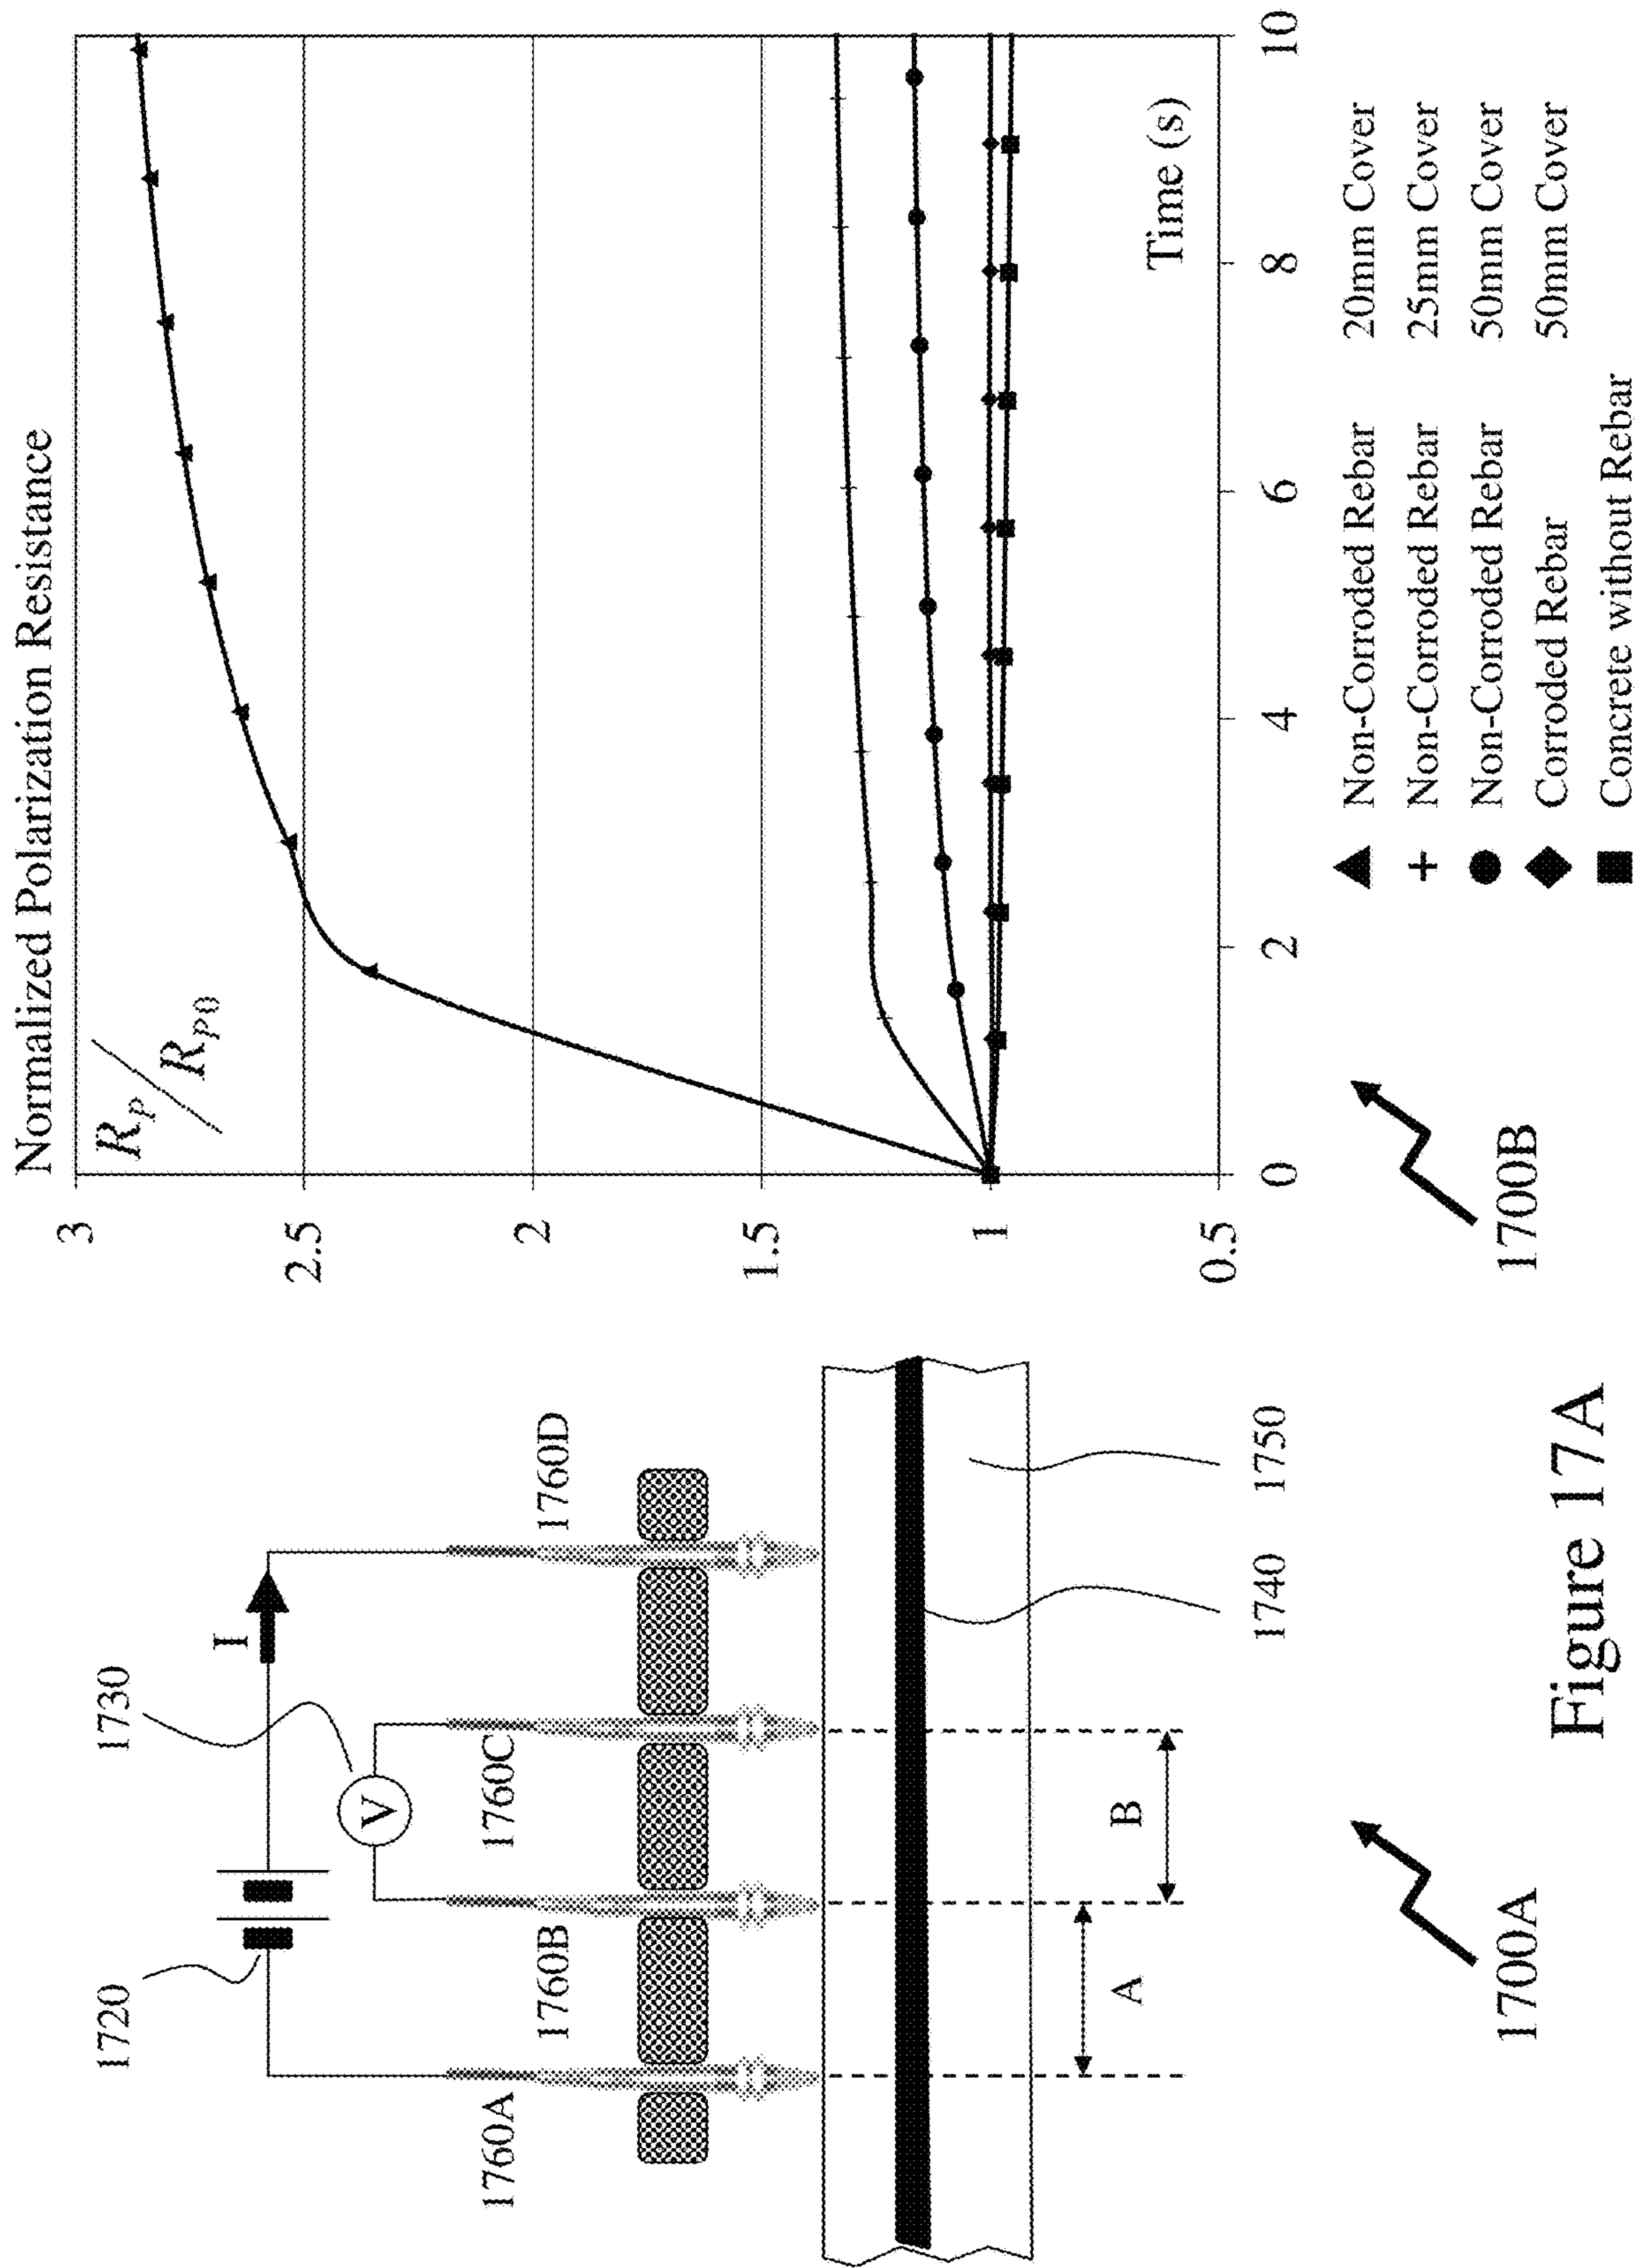 1720
1730
I
V
1760A
1760B
1760C
1760D
A
B
1740
1750
1700A
Normalized Polarization Resistance
R_P / R_P0
3
2.5
2
1.5
1
0.5
0
2
4
6
8
10
Time (s)
Non-Corroded Rebar 20mm Cover
Non-Corroded Rebar 25mm Cover
Non-Corroded Rebar 50mm Cover
Corroded Rebar 50mm Cover
Concrete without Rebar
1700B
Figure 17A